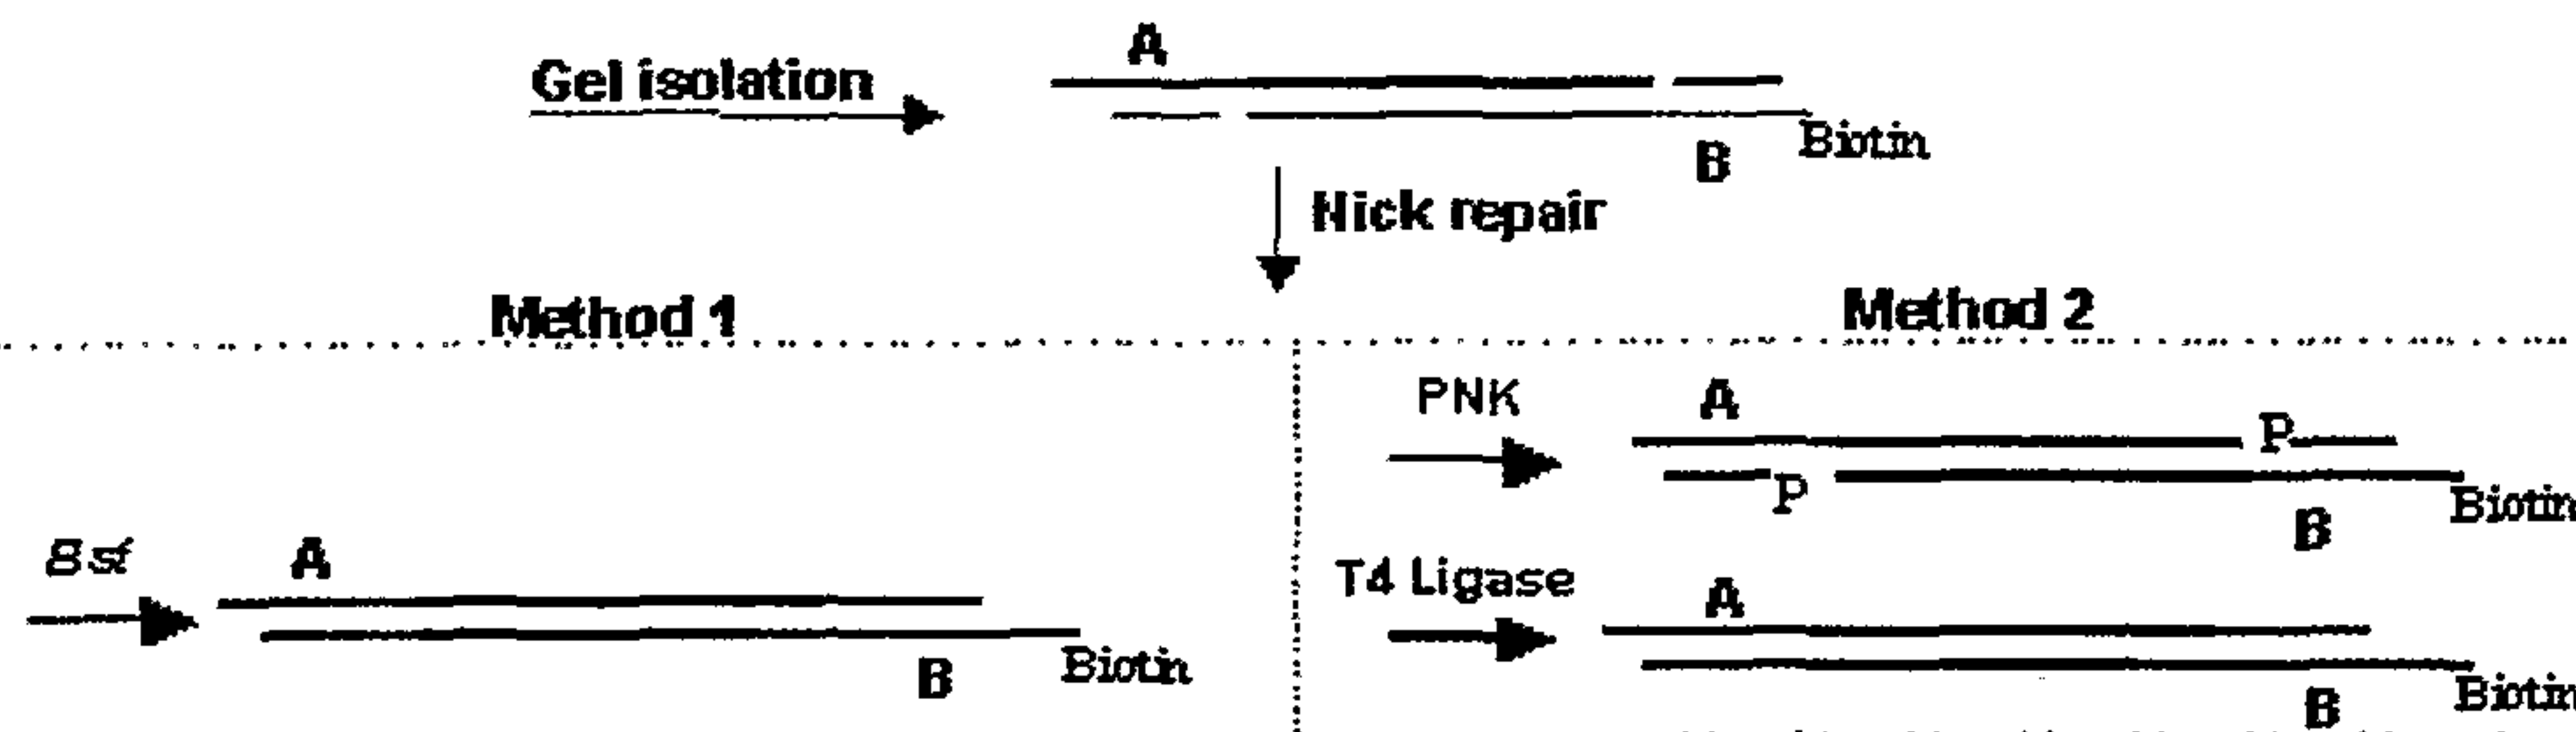 A
Gel isolation
B
Biotin
Nick repair
Method 1
Method 2
PNK
A
P
P
B
Biotin
Bst
A
B
Biotin
T4 Ligase
A
B
Biotin